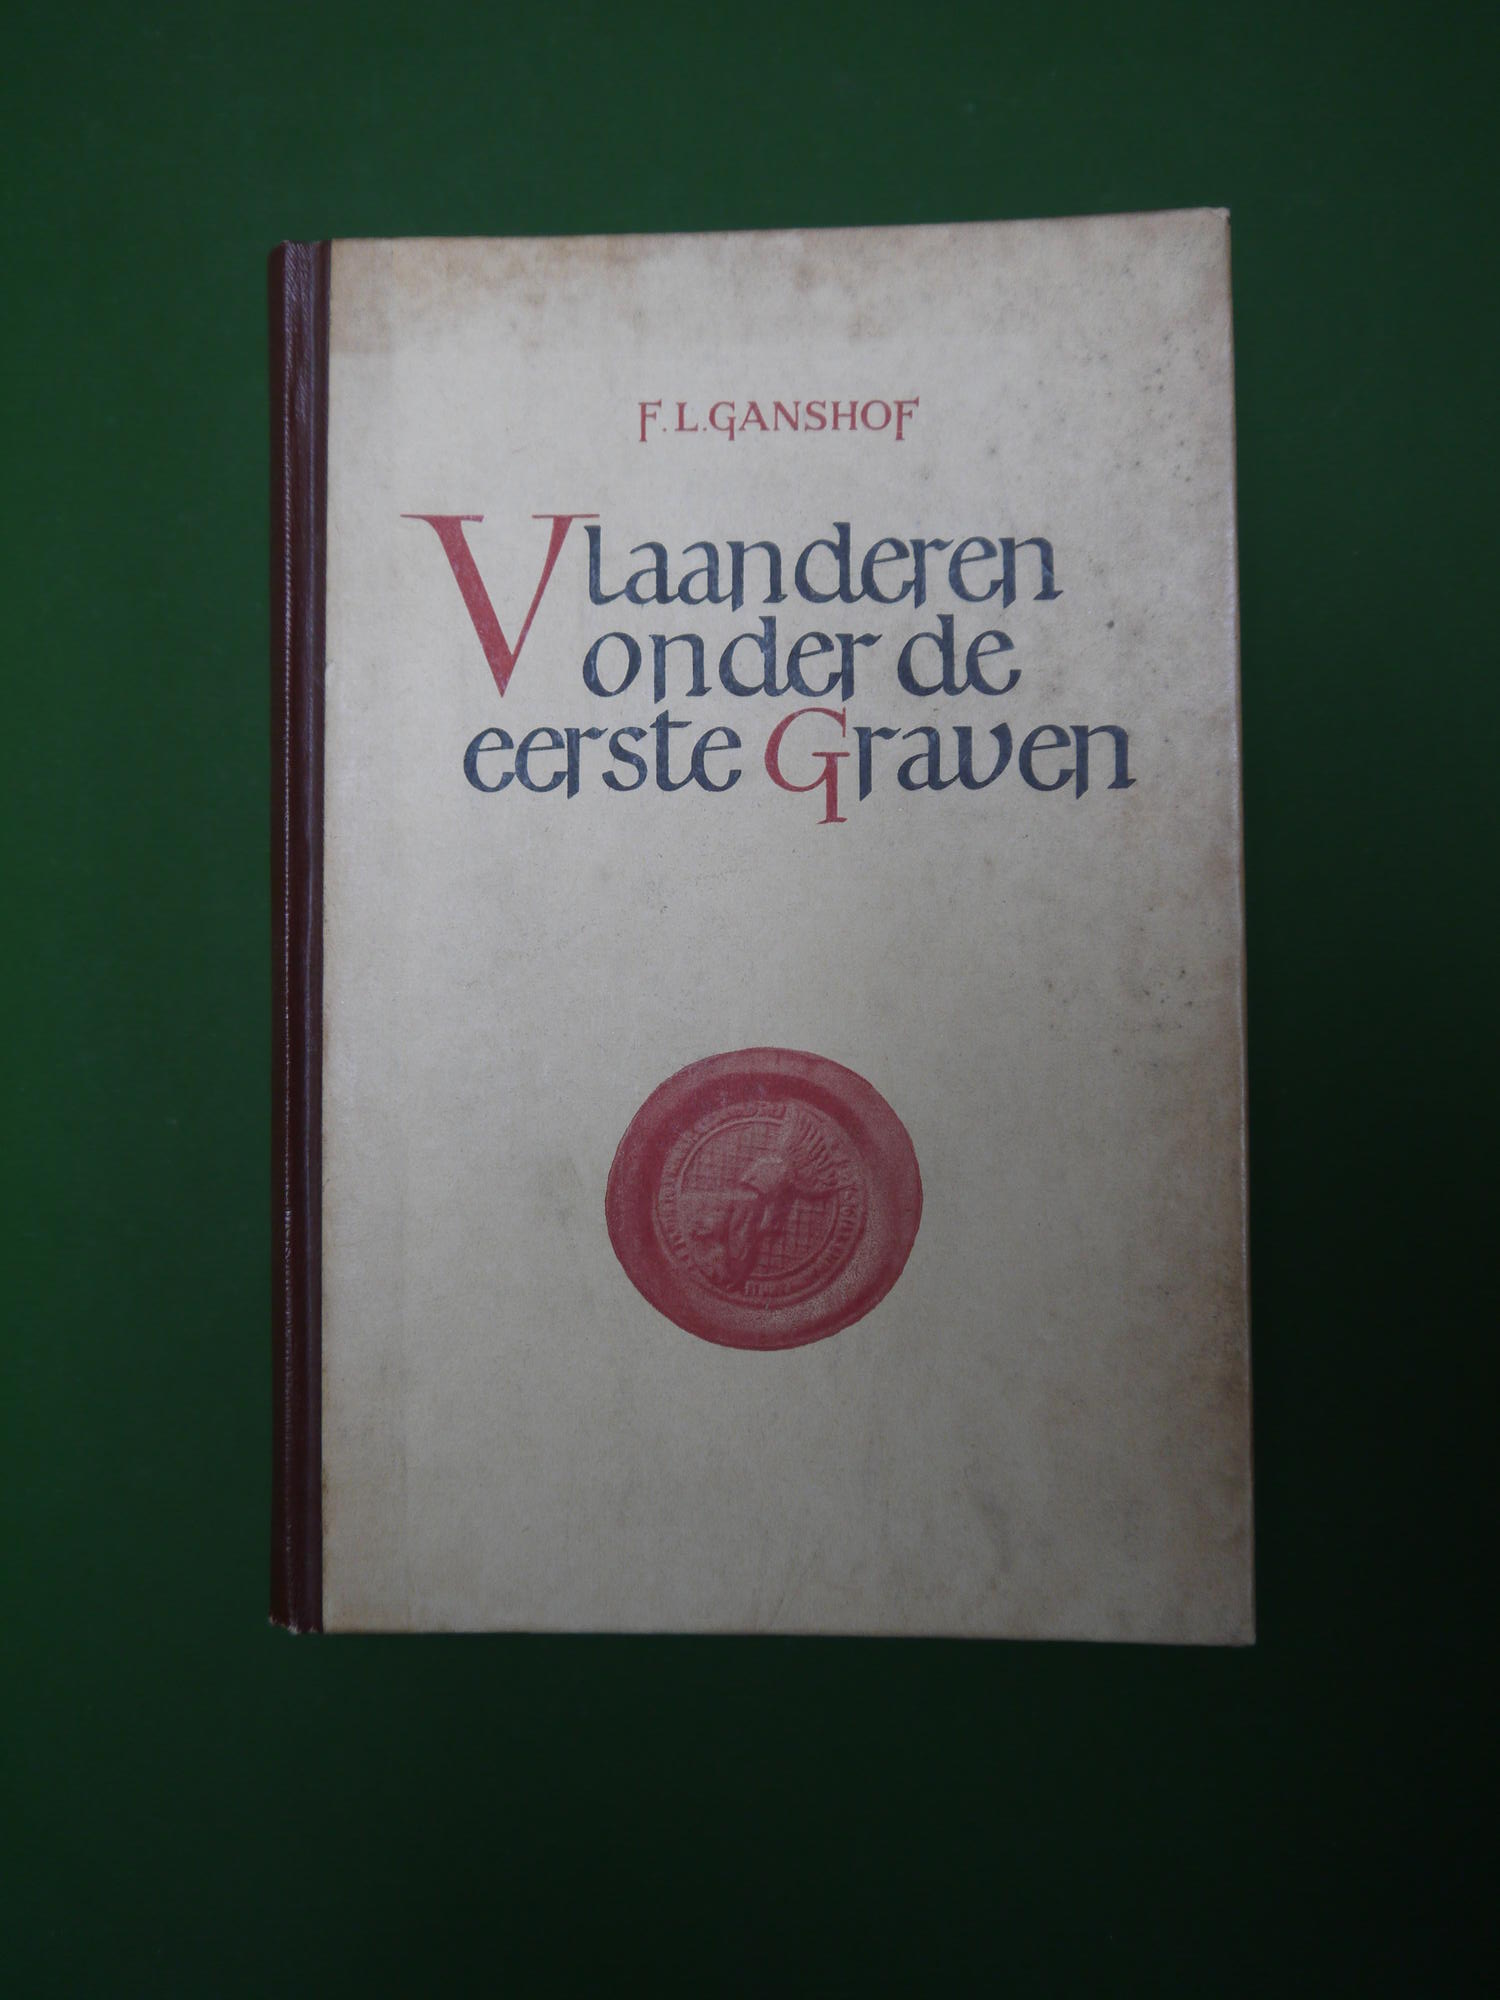 F. L. GANSHOF
Vlaanderen
onder de
eerste Graven